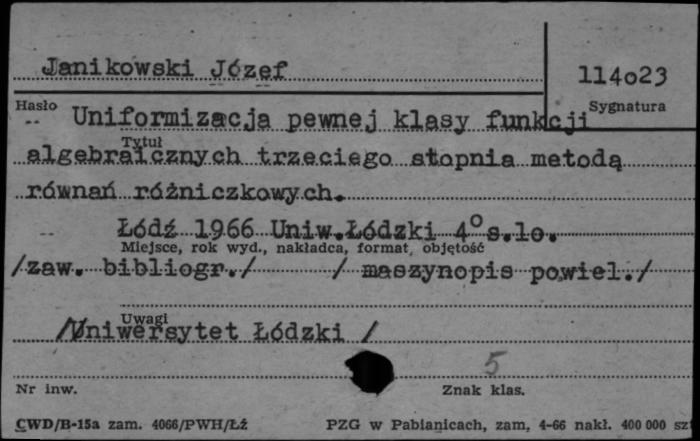 Janikowski Józef
114o23
Hasło
Sygnatura
Uniformizacja pewnej klasy funkcji
Tytuł
algebraicznych trzeciego stopnia metodą
równań różniczkowych.
Łódź 1966 Uniw.Łódzki 4° s.lo.
Miejsce, rok wyd., nakładca, format, objętość
/zaw. bibliogr./ / maszynopis powiel./
Uwagi
/Uniwersytet Łódzki /
5
Nr inw.
Znak klas.
CWD/B-15a zam. 4066/PWH/Łź
PZG w Pabianicach, zam. 4-66 nakł. 400 000 szt